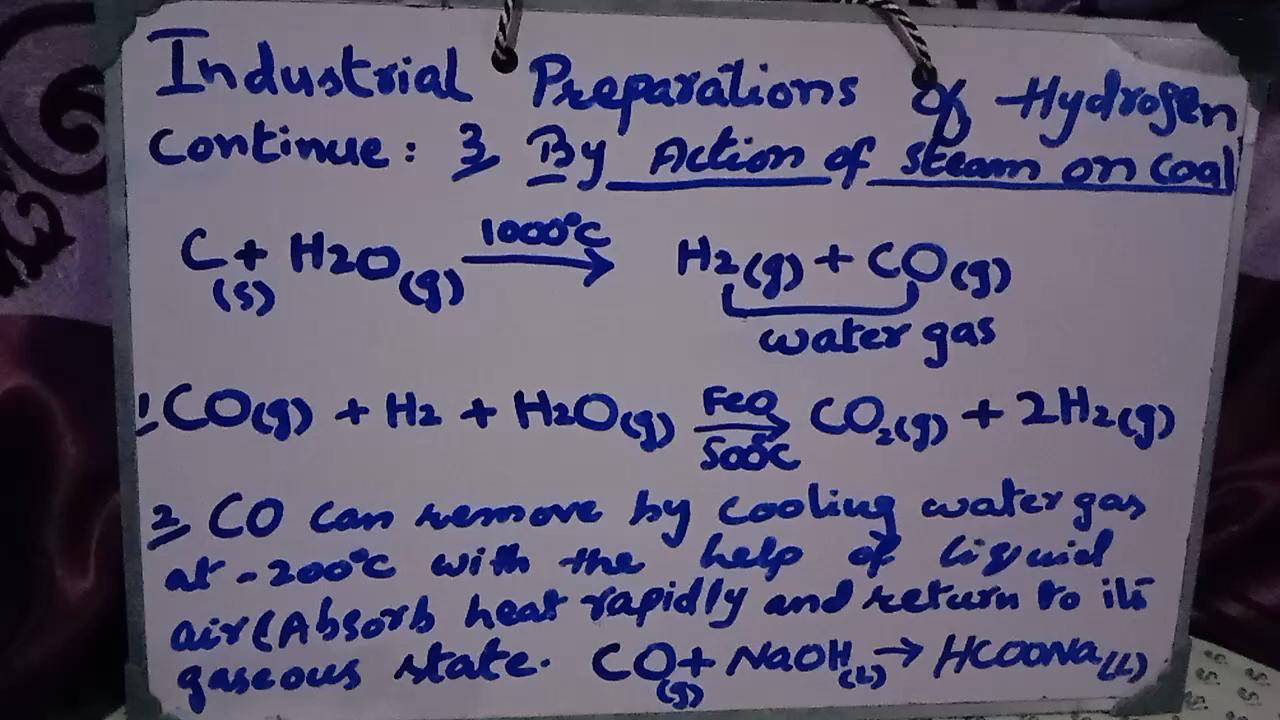 Industrial Preparations Of Hydrogen
Continue: 3 By Action of steam on Coal
C(s) + H2O(g) 1000°C → H2(g) + CO(g)
water gas
1 CO(g) + H2 + H2O(g) FeO → 500°C CO2(g) + 2H2(g)
2 CO can remove by cooling water gas
at -200°C with the help of liquid
air (Absorb heat rapidly and return to its
gaseous state. CO(g) + NaOH(L) → HCOONa(L)